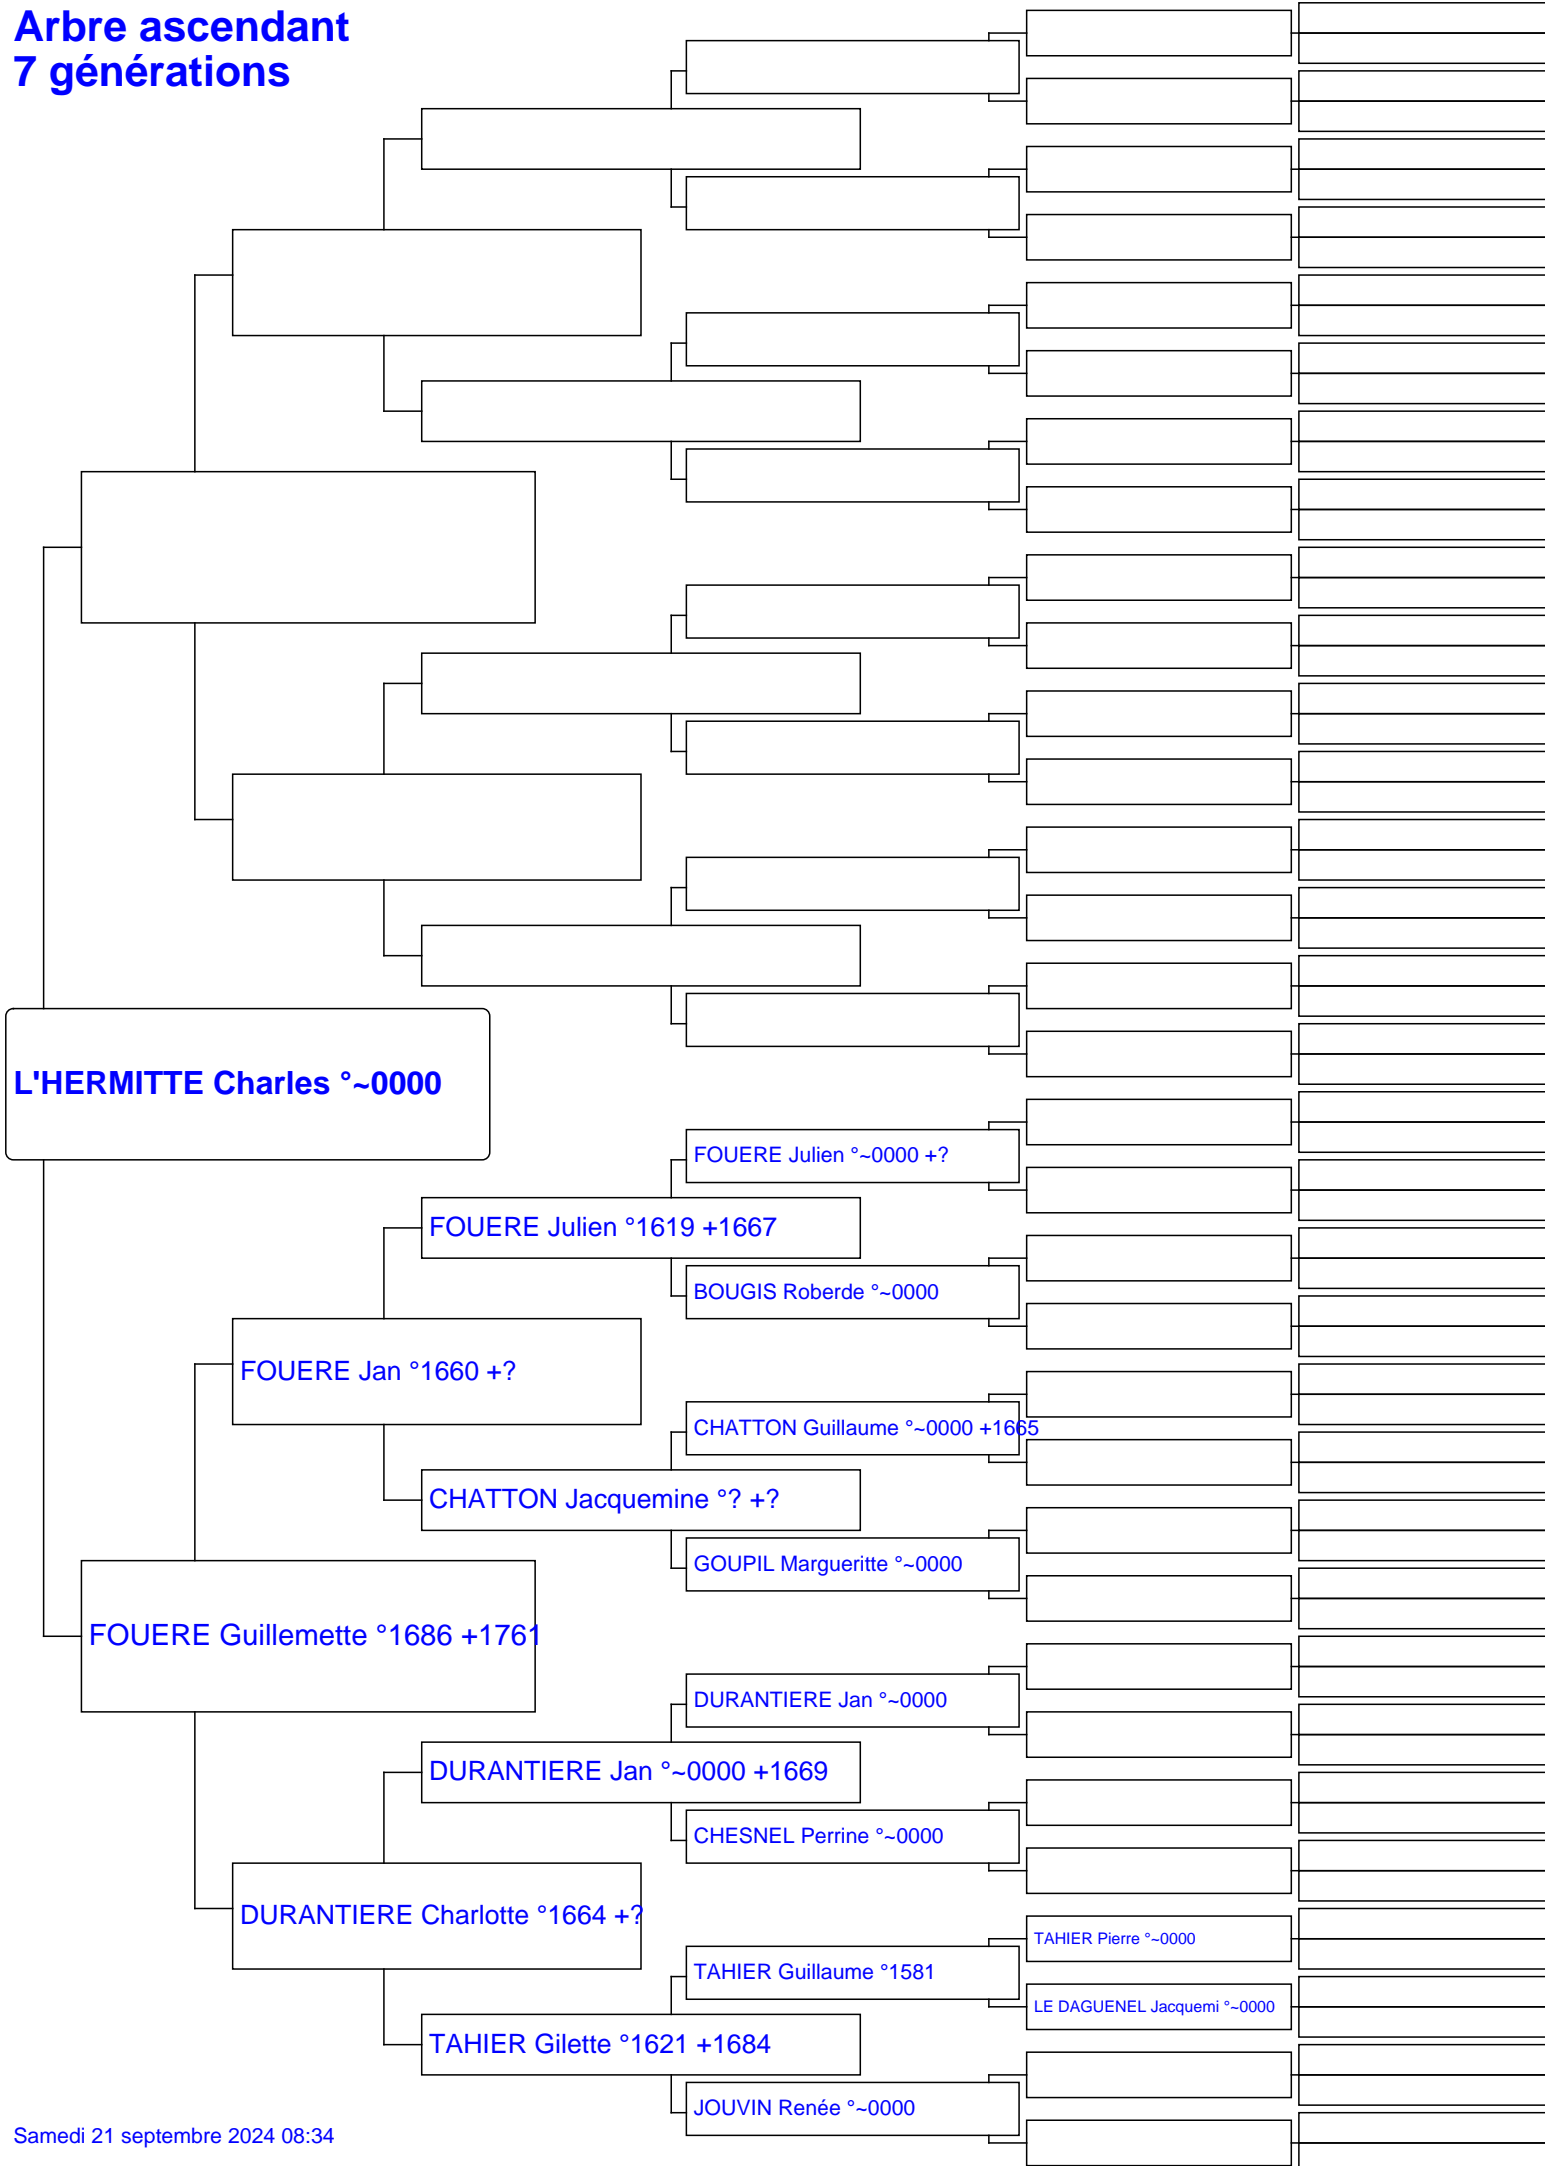 Arbre ascendant
7 générations
L'HERMITTE Charles °~0000
FOUERE Julien °~0000 +?
FOUERE Julien °1619 +1667
BOUGIS Roberde °~0000
FOUERE Jan °1660 +?
CHATTON Guillaume °~0000 +1665
CHATTON Jacquemine °? +?
GOUPIL Margueritte °~0000
FOUERE Guillemette °1686 +1761
DURANTIERE Jan °~0000
DURANTIERE Jan °~0000 +1669
CHESNEL Perrine °~0000
DURANTIERE Charlotte °1664 +?
TAHIER Pierre °~0000
TAHIER Guillaume °1581
LE DAGUENEL Jacquemi °~0000
TAHIER Gilette °1621 +1684
JOUVIN Renée °~0000
Samedi 21 septembre 2024 08:34